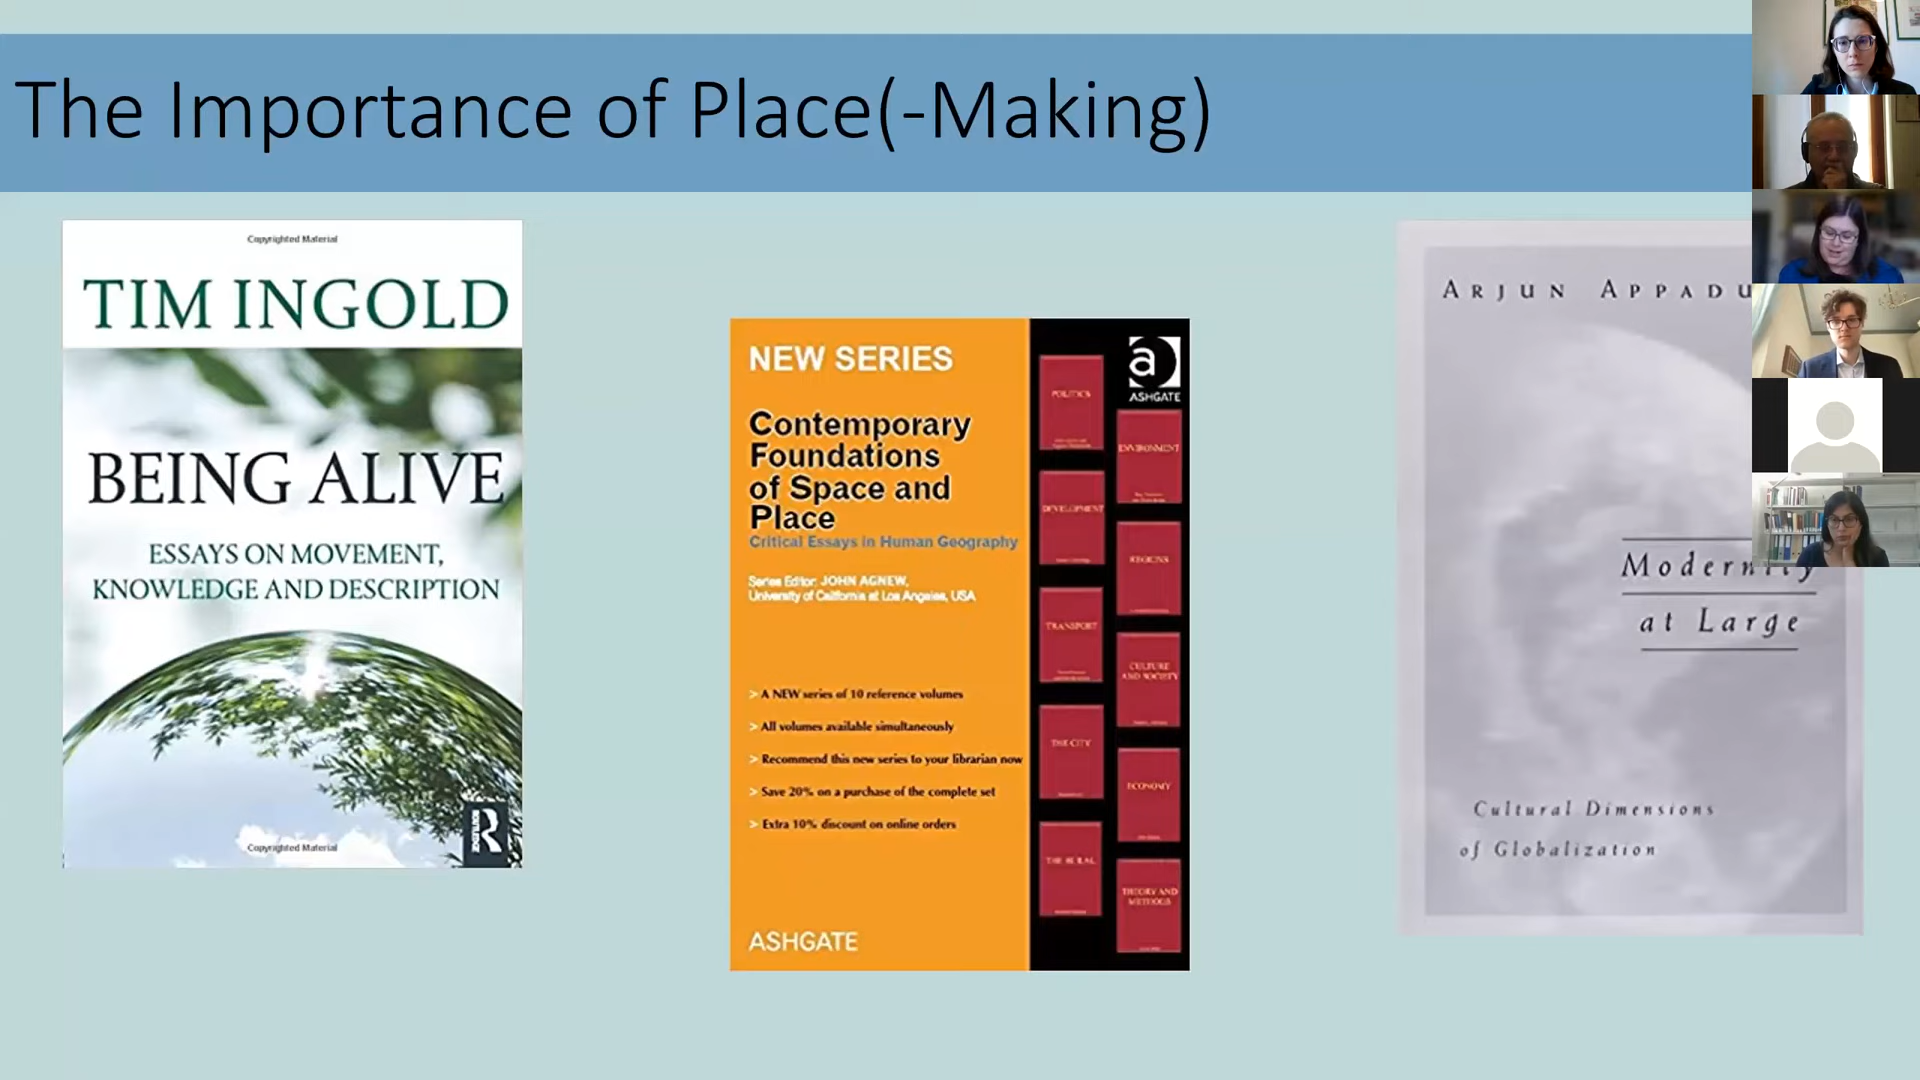 The Importance of Place(-Making)
Copyrighted Material
TIM INGOLD
BEING ALIVE
ESSAYS ON MOVEMENT,
KNOWLEDGE AND DESCRIPTION
ROUTLEDGE
Copyrighted Material
NEW SERIES
Contemporary
Foundations
of Space and
Place
Critical Essays in Human Geography
Series Editor: JOHN AGNEW,
University of California at Los Angeles, USA
> A NEW series of 10 reference volumes
> All volumes available simultaneously
> Recommend this new series to your librarian now
> Save 20% on a purchase of the complete set
> Extra 10% discount on online orders
ASHGATE
a
ASHGATE
POLITICS
ENVIRONMENT
DEVELOPMENT
REGIONS
TRANSPORT
CULTURE
AND SOCIETY
THE CITY
ECONOMY
THE RURAL
THEORY AND
METHODS
ARJUN APPADU
Modernity
at Large
Cultural Dimensions
of Globalization